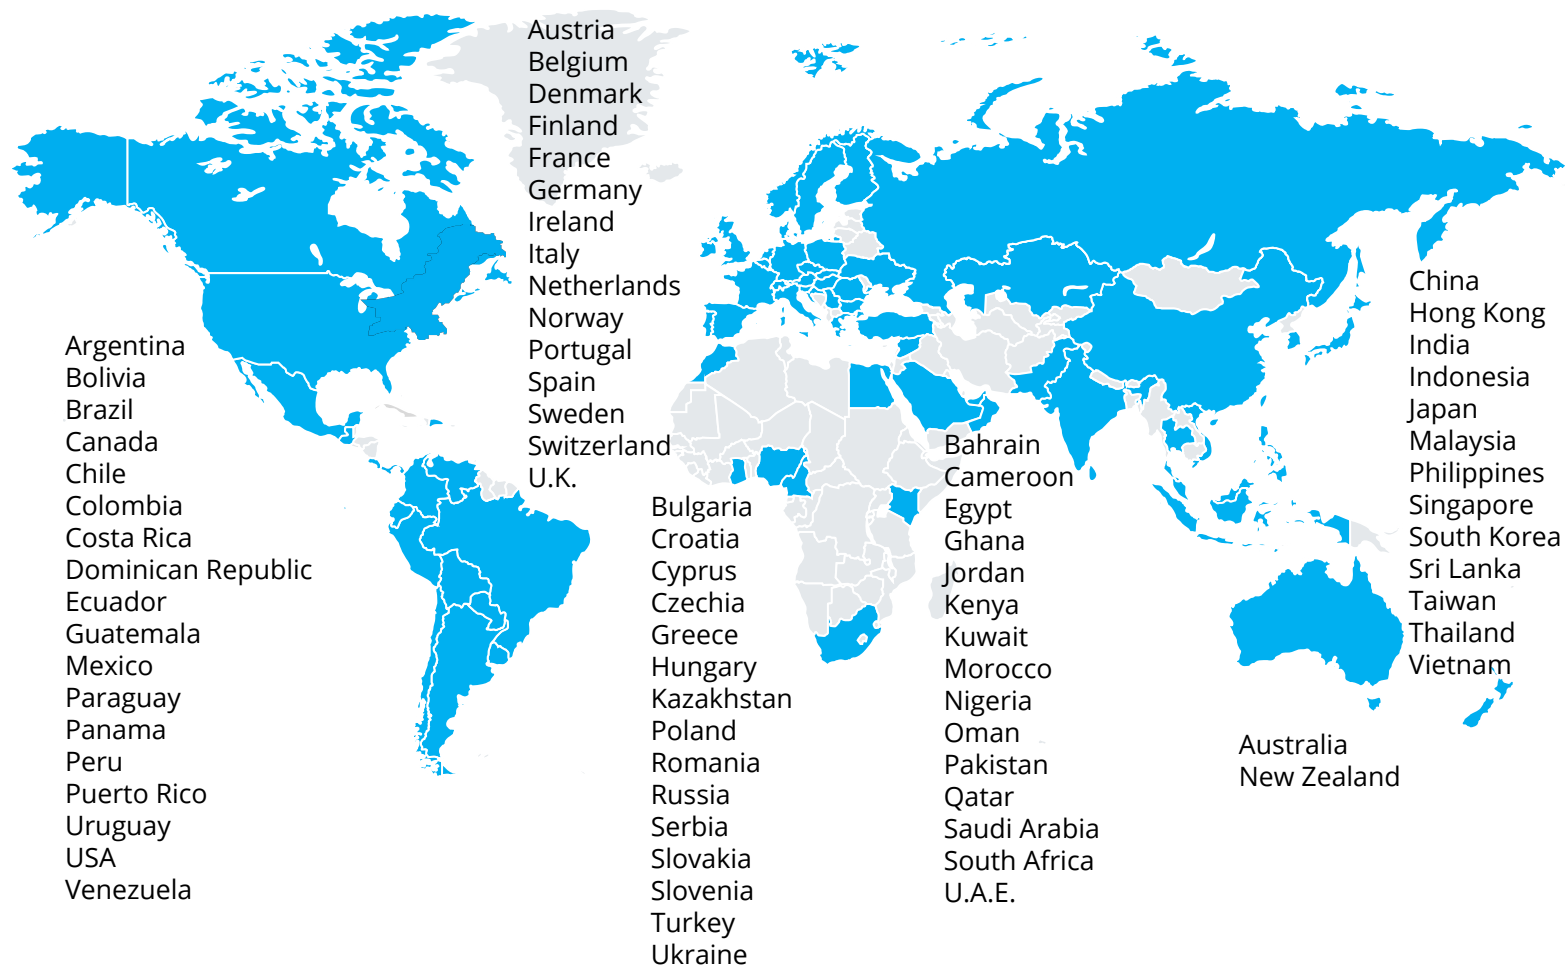 Argentina
Bolivia
Brazil
Canada
Chile
Colombia
Costa Rica
Dominican Republic
Ecuador
Guatemala
Mexico
Paraguay
Panama
Peru
Puerto Rico
Uruguay
USA
Venezuela
Austria
Belgium
Denmark
Finland
France
Germany
Ireland
Italy
Netherlands
Norway
Portugal
Spain
Sweden
Switzerland
U.K.
Bulgaria
Croatia
Cyprus
Czechia
Greece
Hungary
Kazakhstan
Poland
Romania
Russia
Serbia
Slovakia
Slovenia
Turkey
Ukraine
Bahrain
Cameroon
Egypt
Ghana
Jordan
Kenya
Kuwait
Morocco
Nigeria
Oman
Pakistan
Qatar
Saudi Arabia
South Africa
U.A.E.
China
Hong Kong
India
Indonesia
Japan
Malaysia
Philippines
Singapore
South Korea
Sri Lanka
Taiwan
Thailand
Vietnam
Australia
New Zealand